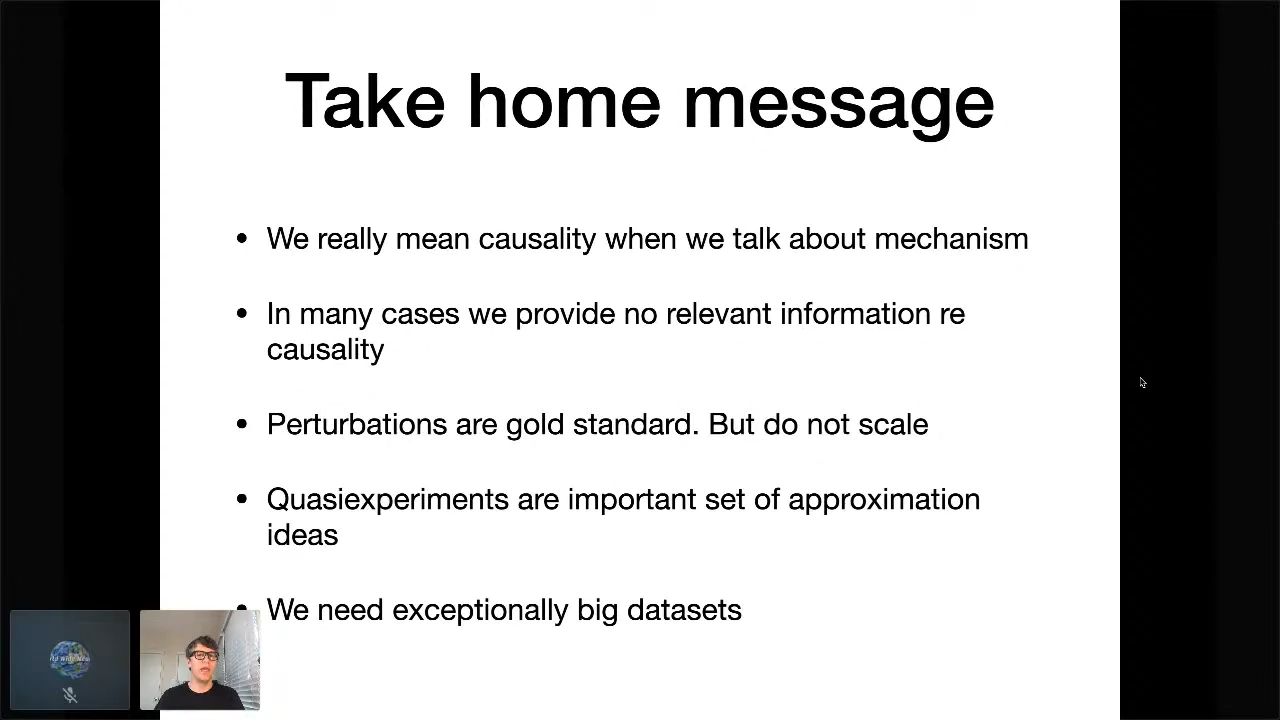 Take home message
• We really mean causality when we talk about mechanism
• In many cases we provide no relevant information re
causality
• Perturbations are gold standard. But do not scale
• Quasiexperiments are important set of approximation
ideas
• We need exceptionally big datasets